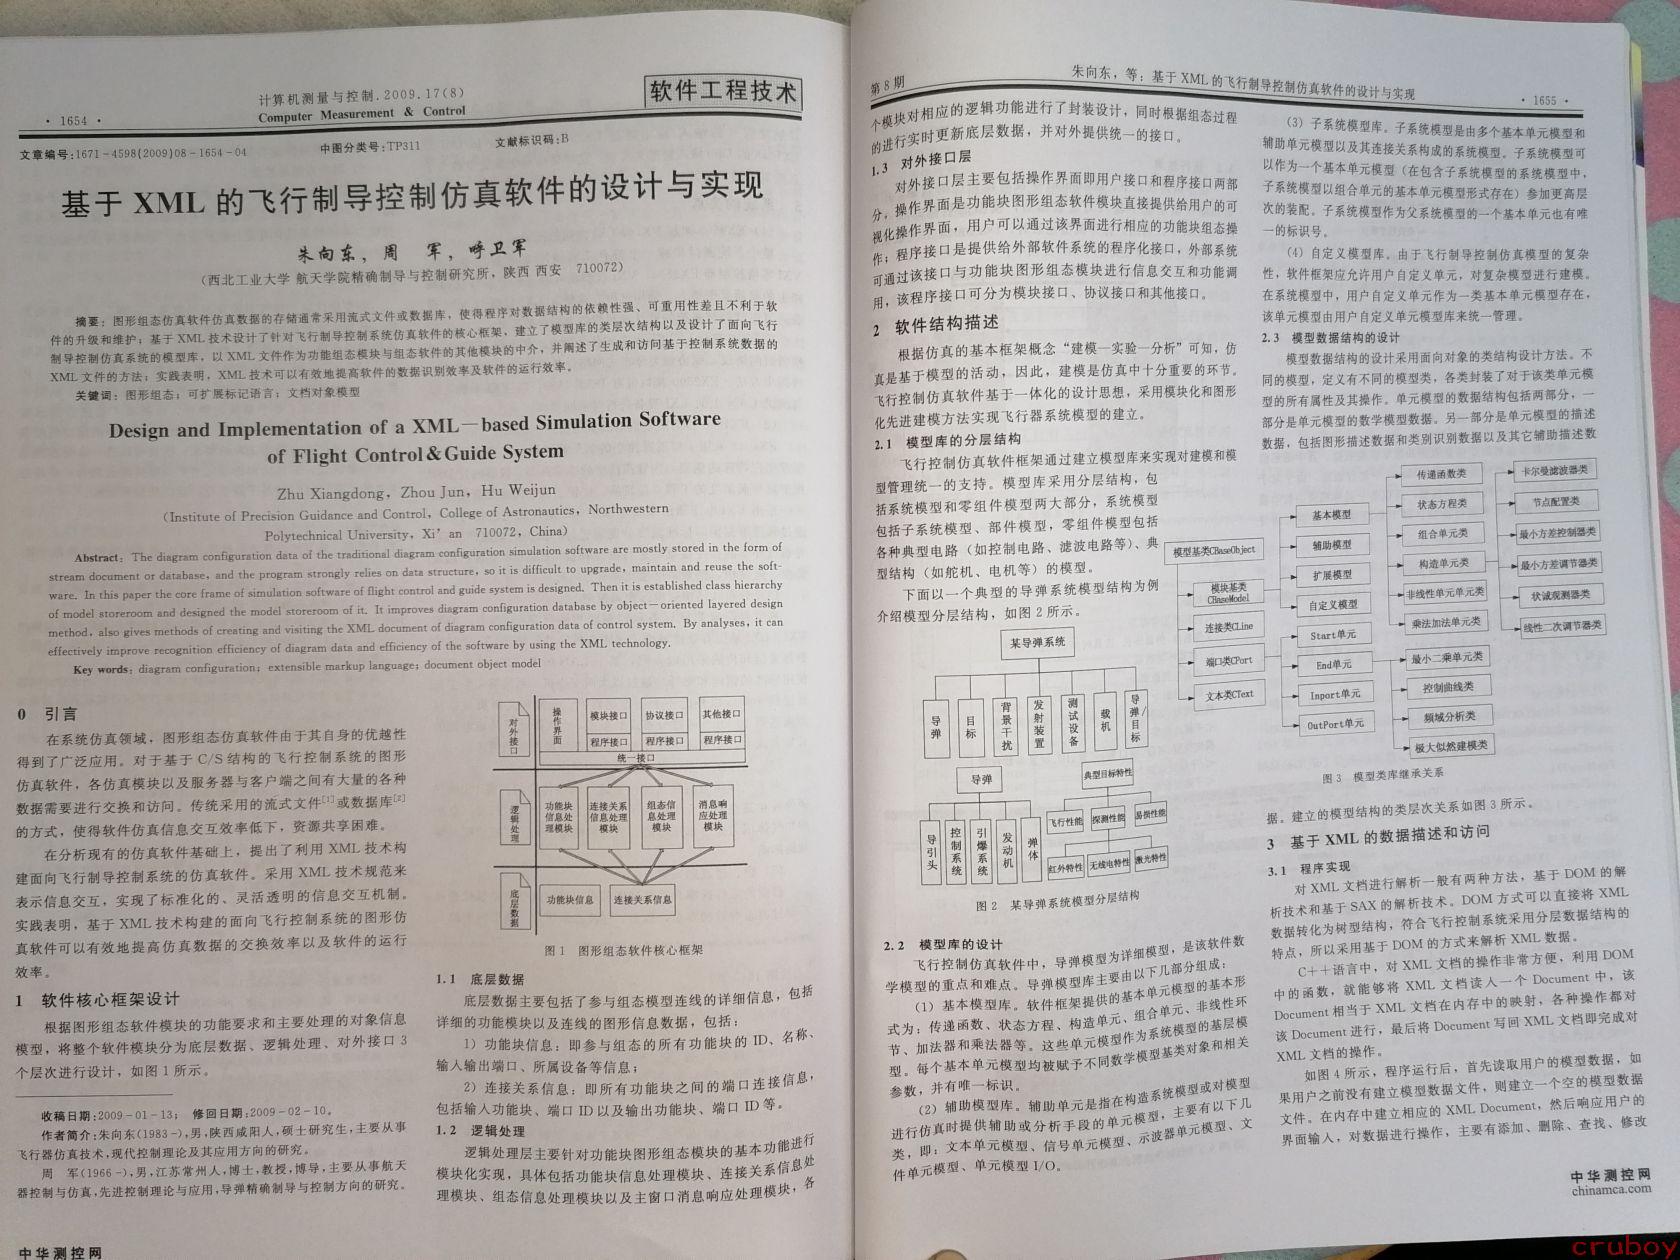 · 1654 ·
计算机测量与控制.2009.17(8)
Computer Measurement & Control
软件工程技术
文章编号:1671-4598(2009)08-1654-04
中图分类号:TP311
文献标识码:B
基于 XML 的飞行制导控制仿真软件的设计与实现
朱向东，周　军，呼卫军
（西北工业大学 航天学院精确制导与控制研究所，陕西 西安　710072）
摘要：图形组态仿真软件仿真数据的存储通常采用流式文件或数据库，使得程序对数据结构的依赖性强、可重用性差且不利于软
件的升级和维护；基于 XML 技术设计了针对飞行制导控制系统仿真软件的核心框架，建立了模型库的类层次结构以及设计了面向飞行
制导控制仿真系统的模型库，以 XML 文件作为功能组态模块与组态软件的其他模块的中介，并阐述了生成和访问基于控制系统数据的
XML 文件的方法；实践表明，XML 技术可以有效地提高软件的数据识别效率及软件的运行效率。
关键词：图形组态；可扩展标记语言；文档对象模型
Design and Implementation of a XML－based Simulation Software
of Flight Control&Guide System
Zhu Xiangdong，Zhou Jun，Hu Weijun
（Institute of Precision Guidance and Control，College of Astronautics，Northwestern
Polytechnical University，Xi'an　710072，China）
Abstract：The diagram configuration data of the traditional diagram configuration simulation software are mostly stored in the form of
stream document or database，and the program strongly relies on data structure，so it is difficult to upgrade，maintain and reuse the soft-
ware．In this paper the core frame of simulation software of flight control and guide system is designed．Then it is established class hierarchy
of model storeroom and designed the model storeroom of it．It improves diagram configuration database by object－oriented layered design
method，also gives methods of creating and visiting the XML document of diagram configuration data of control system．By analyses，it can
effectively improve recognition efficiency of diagram data and efficiency of the software by using the XML technology.
Key words：diagram configuration；extensible markup language；document object model
0　引言
在系统仿真领域，图形组态仿真软件由于其自身的优越性
得到了广泛应用。对于基于 C/S 结构的飞行控制系统的图形
仿真软件，各仿真模块以及服务器与客户端之间有大量的各种
数据需要进行交换和访问。传统采用的流式文件[1]或数据库[2]
的方式，使得软件仿真信息交互效率低下，资源共享困难。
在分析现有的仿真软件基础上，提出了利用 XML 技术构
建面向飞行制导控制系统的仿真软件。采用 XML 技术规范来
表示信息交互，实现了标准化的、灵活透明的信息交互机制。
实践表明，基于 XML 技术构建的面向飞行控制系统的图形仿
真软件可以有效地提高仿真数据的交换效率以及软件的运行
效率。
1　软件核心框架设计
根据图形组态软件模块的功能要求和主要处理的对象信息
模型，将整个软件模块分为底层数据、逻辑处理、对外接口 3
个层次进行设计，如图 1 所示。
收稿日期:2009-01-13；　修回日期:2009-02-10。
作者简介:朱向东(1983-),男,陕西咸阳人,硕士研究生,主要从事
飞行器仿真技术,现代控制理论及其应用方向的研究。
周　军(1966-),男,江苏常州人,博士,教授,博导,主要从事航天
器控制与仿真,先进控制理论与应用,导弹精确制导与控制方向的研究。
中华测控网
对外接口
操作界面
模块接口
协议接口
其他接口
程序接口
程序接口
程序接口
统一接口
逻辑处理
功能块信息处理模块
连接关系信息处理模块
组态信息处理模块
消息响应处理模块
底层数据
功能块信息
连接关系信息
图 1　图形组态软件核心框架
1.1　底层数据
底层数据主要包括了参与组态模型连线的详细信息，包括
详细的功能模块以及连线的图形信息数据，包括：
1）功能块信息：即参与组态的所有功能块的 ID、名称、
输入输出端口、所属设备等信息；
2）连接关系信息：即所有功能块之间的端口连接信息，
包括输入功能块、端口 ID 以及输出功能块、端口 ID 等。
1.2　逻辑处理
逻辑处理层主要针对功能块图形组态模块的基本功能进行
模块化实现，具体包括功能块信息处理模块、连接关系信息处
理模块、组态信息处理模块以及主窗口消息响应处理模块，各
第 8 期
朱向东，等：基于 XML 的飞行制导控制仿真软件的设计与实现
· 1655 ·
个模块对相应的逻辑功能进行了封装设计，同时根据组态过程
的进行实时更新底层数据，并对外提供统一的接口。
1.3　对外接口层
对外接口层主要包括操作界面即用户接口和程序接口两部
分。操作界面是功能块图形组态软件模块直接提供给用户的可
视化操作界面，用户可以通过该界面进行相应的功能块组态操
作；程序接口是提供给外部软件系统的程序化接口，外部系统
可通过该接口与功能块图形组态模块进行信息交互和功能调
用，该程序接口可分为模块接口、协议接口和其他接口。
2　软件结构描述
根据仿真的基本框架概念“建模—实验—分析”可知，仿
真是基于模型的活动，因此，建模是仿真中十分重要的环节。
飞行控制仿真软件基于一体化的设计思想，采用模块化和图形
化先进建模方法实现飞行器系统模型的建立。
2.1　模型库的分层结构
飞行控制仿真软件框架通过建立模型库来实现对建模和模
型管理统一的支持。模型库采用分层结构，包
括系统模型和零组件模型两大部分，系统模型
包括子系统模型、部件模型，零组件模型包括
各种典型电路（如控制电路、滤波电路等）、典
型结构（如舵机、电机等）的模型。
下面以一个典型的导弹系统模型结构为例
介绍模型分层结构，如图 2 所示。
某导弹系统
导弹
目标
背景干扰
发射装置
测试设备
载机
导弹/目标
导弹
典型目标特性
导引头
控制系统
引爆系统
发动机
弹体
飞行性能
探测性能
易损性能
红外特性
无线电特性
激光特性
图 2　某导弹系统模型分层结构
2.2　模型库的设计
飞行控制仿真软件中，导弹模型为详细模型，是该软件数
学模型的重点和难点。导弹模型库主要由以下几部分组成：
（1）基本模型库。软件框架提供的基本单元模型的基本形
式为：传递函数、状态方程、构造单元、组合单元、非线性环
节、加法器和乘法器等。这些单元模型作为系统模型的基层模
型。每个基本单元模型均被赋予不同数学模型基类对象和相关
参数，并有唯一标识。
（2）辅助模型库。辅助单元是指在构造系统模型或对模型
进行仿真时提供辅助或分析手段的单元模型，主要有以下几
类，即：文本单元模型、信号单元模型、示波器单元模型、文
件单元模型、单元模型 I/O。
（3）子系统模型库。子系统模型是由多个基本单元模型和
辅助单元模型以及其连接关系构成的系统模型。子系统模型可
以作为一个基本单元模型（在包含子系统模型的系统模型中，
子系统模型以组合单元的基本单元模型形式存在）参加更高层
次的装配。子系统模型作为父系统模型的一个基本单元也有唯
一的标识号。
（4）自定义模型库。由于飞行制导控制仿真模型的复杂
性，软件框架应允许用户自定义单元，对复杂模型进行建模。
在系统模型中，用户自定义单元作为一类基本单元模型存在，
该单元模型由用户自定义单元模型库来统一管理。
2.3　模型数据结构的设计
模型数据结构的设计采用面向对象的类结构设计方法。不
同的模型，定义有不同的模型类，各类封装了对于该类单元模
型的所有属性及其操作。单元模型的数据结构包括两部分，一
部分是单元模型的数学模型数据。另一部分是单元模型的描述
数据，包括图形描述数据和类别识别数据以及其它辅助描述数
模型基类CBaseObject
模块基类CBaseModel
连接类CLine
端口类CPort
文本类CText
基本模型
辅助模型
扩展模型
自定义模型
Start单元
End单元
Inport单元
OutPort单元
传递函数类
状态方程类
组合单元类
构造单元类
非线性单元单元类
乘法加法单元类
最小二乘单元类
控制曲线类
频域分析类
极大似然建模类
卡尔曼滤波器类
节点配置类
最小方差控制器类
最小方差调节器类
状诚观测器类
线性二次调节器类
图 3　模型类库继承关系
据。建立的模型结构的类层次关系如图 3 所示。
3　基于 XML 的数据描述和访问
3.1　程序实现
对 XML 文档进行解析一般有两种方法，基于 DOM 的解
析技术和基于 SAX 的解析技术。DOM 方式可以直接将 XML
数据转化为树型结构，符合飞行控制系统采用分层数据结构的
特点，所以采用基于 DOM 的方式来解析 XML 数据。
C++语言中，对 XML 文档的操作非常方便，利用 DOM
中的函数，就能够将 XML 文档读入一个 Document 中，该
Document 相当于 XML 文档在内存中的映射，各种操作都对
该 Document 进行，最后将 Document 写回 XML 文档即完成对
XML 文档的操作。
如图 4 所示，程序运行后，首先读取用户的模型数据，如
果用户之前没有建立模型数据文件，则建立一个空的模型数据
文件。在内存中建立相应的 XML Document，然后响应用户的
界面输入，对数据进行操作，主要有添加、删除、查找、修改
中华测控网
chinamca.com
cruboy